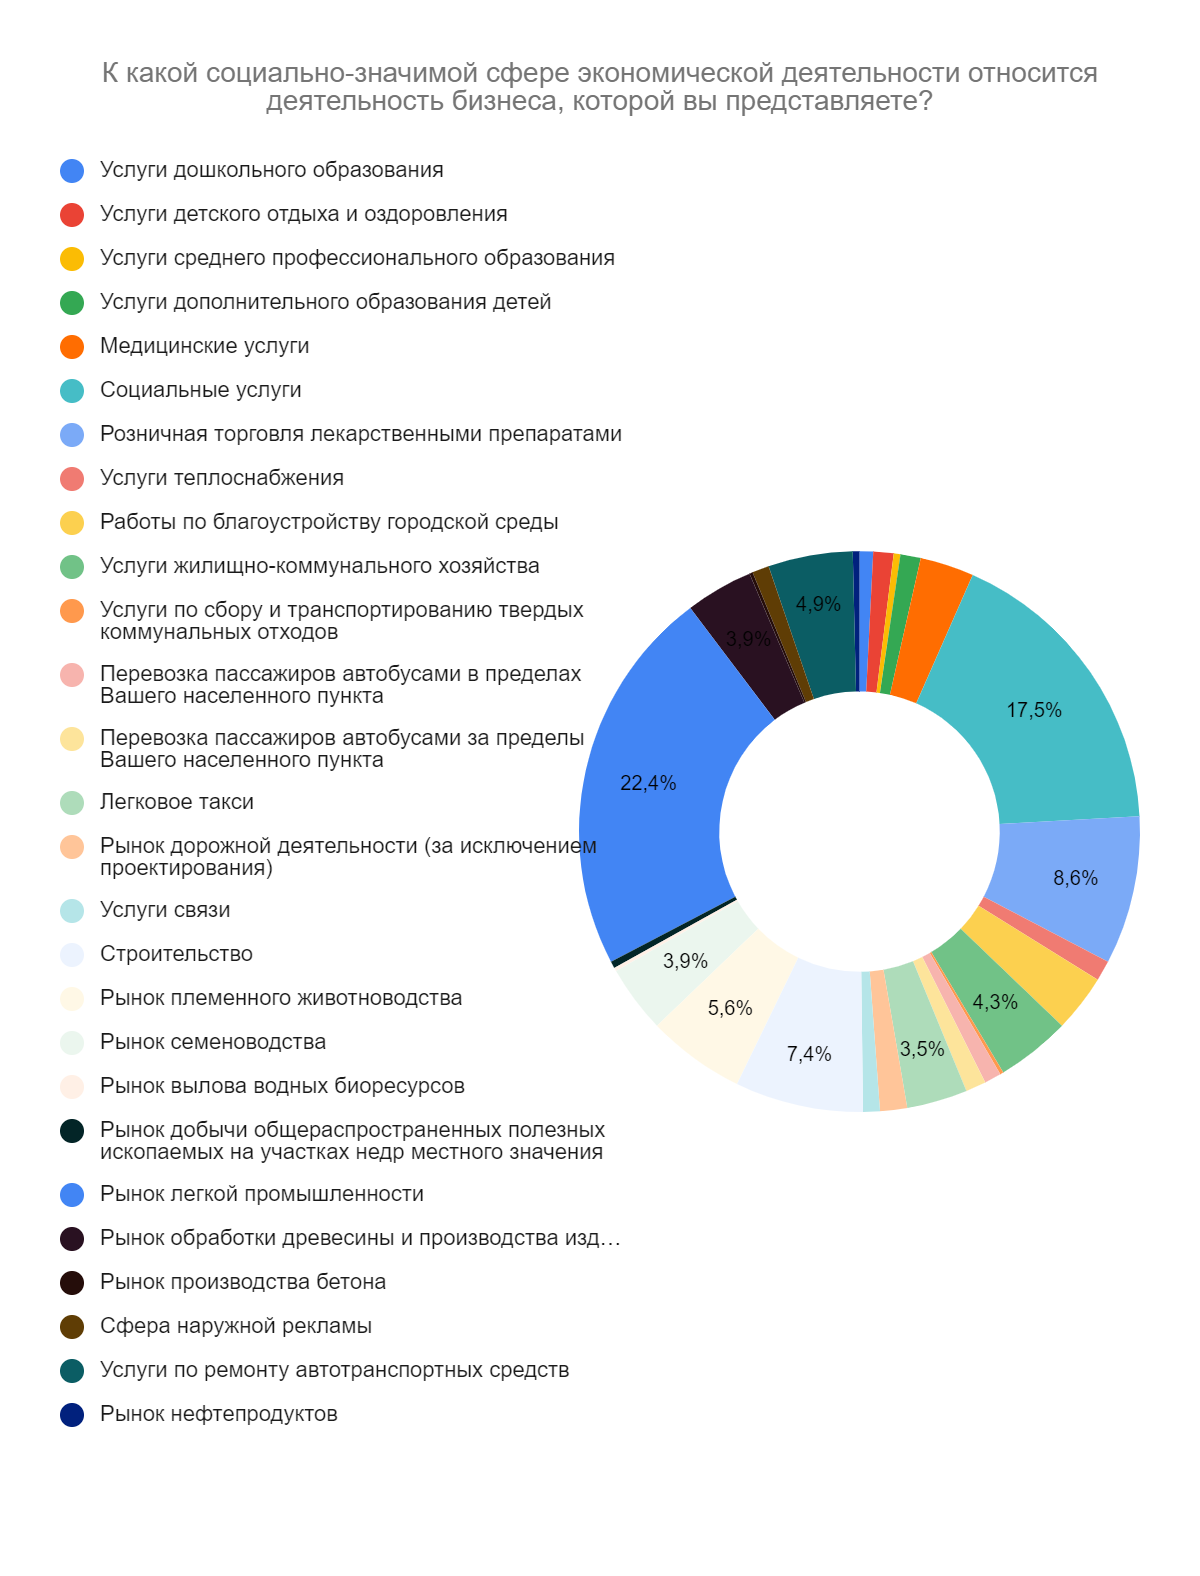 К какой социально-значимой сфере экономической деятельности относится
деятельность бизнеса, которой вы представляете?
Услуги дошкольного образования
Услуги детского отдыха и оздоровления
Услуги среднего профессионального образования
Услуги дополнительного образования детей
Медицинские услуги
Социальные услуги
Розничная торговля лекарственными препаратами
Услуги теплоснабжения
Работы по благоустройству городской среды
Услуги жилищно-коммунального хозяйства
Услуги по сбору и транспортированию твердых
коммунальных отходов
Перевозка пассажиров автобусами в пределах
Вашего населенного пункта
Перевозка пассажиров автобусами за пределы
Вашего населенного пункта
Легковое такси
Рынок дорожной деятельности (за исключением
проектирования)
Услуги связи
Строительство
Рынок племенного животноводства
Рынок семеноводства
Рынок вылова водных биоресурсов
Рынок добычи общераспространенных полезных
ископаемых на участках недр местного значения
Рынок легкой промышленности
Рынок обработки древесины и производства изд…
Рынок производства бетона
Сфера наружной рекламы
Услуги по ремонту автотранспортных средств
Рынок нефтепродуктов
4,9%
3,9%
17,5%
22,4%
8,6%
3,9%
4,3%
5,6%
3,5%
7,4%